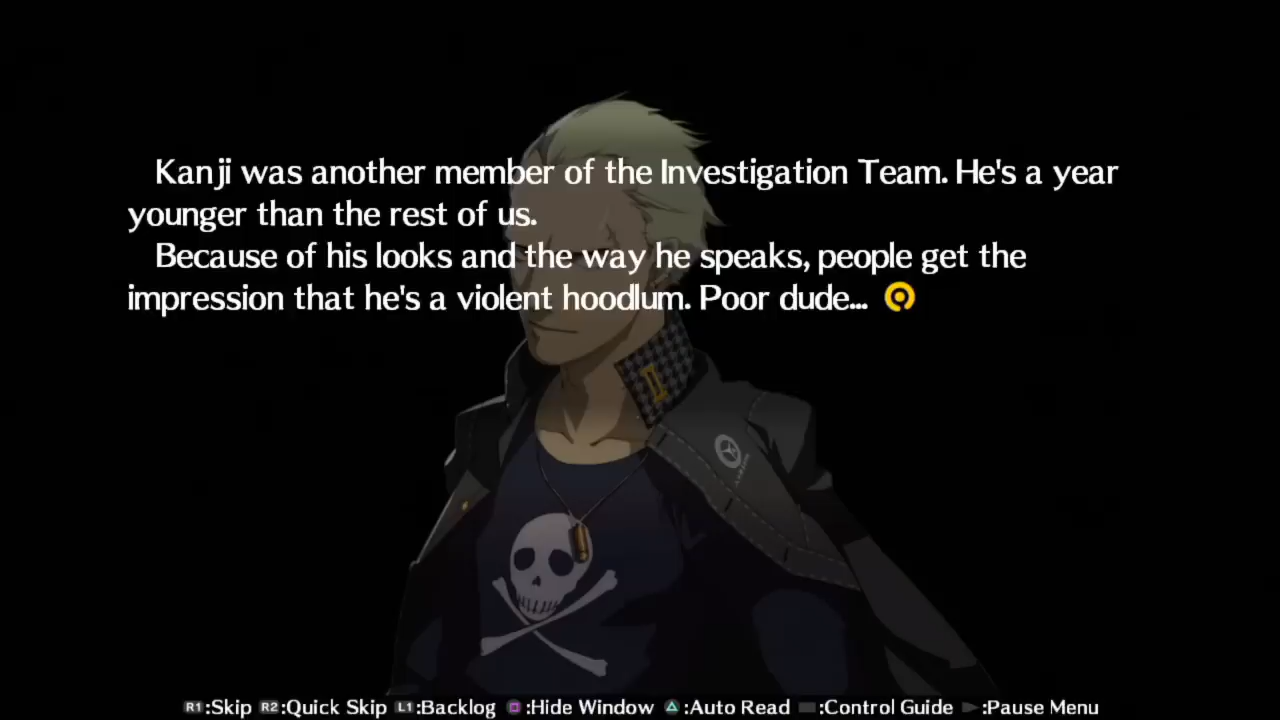 Kanji was another member of the Investigation Team. He's a year
younger than the rest of us.
Because of his looks and the way he speaks, people get the
impression that he's a violent hoodlum. Poor dude...
R1:Skip R2:Quick Skip L1:Backlog :Hide Window :Auto Read :Control Guide :Pause Menu